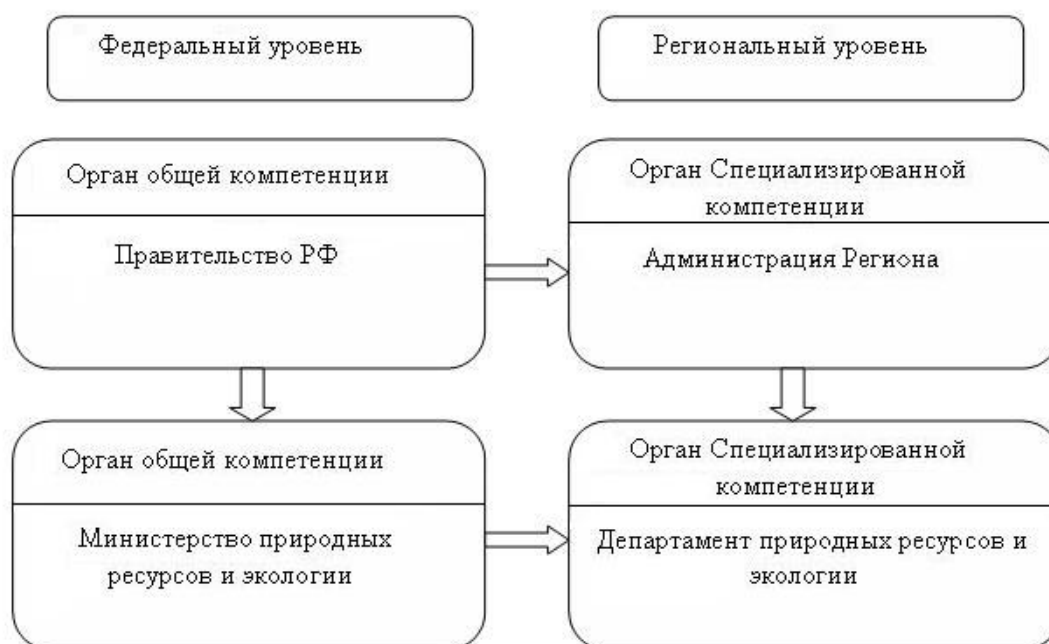 Федеральный уровень
Региональный уровень
Орган общей компетенции
Правительство РФ
Орган Специализированной
компетенции
Администрация Региона
Орган общей компетенции
Министерство природных
ресурсов и экологии
Орган Специализированной
компетенции
Департамент природных ресурсов и
экологии